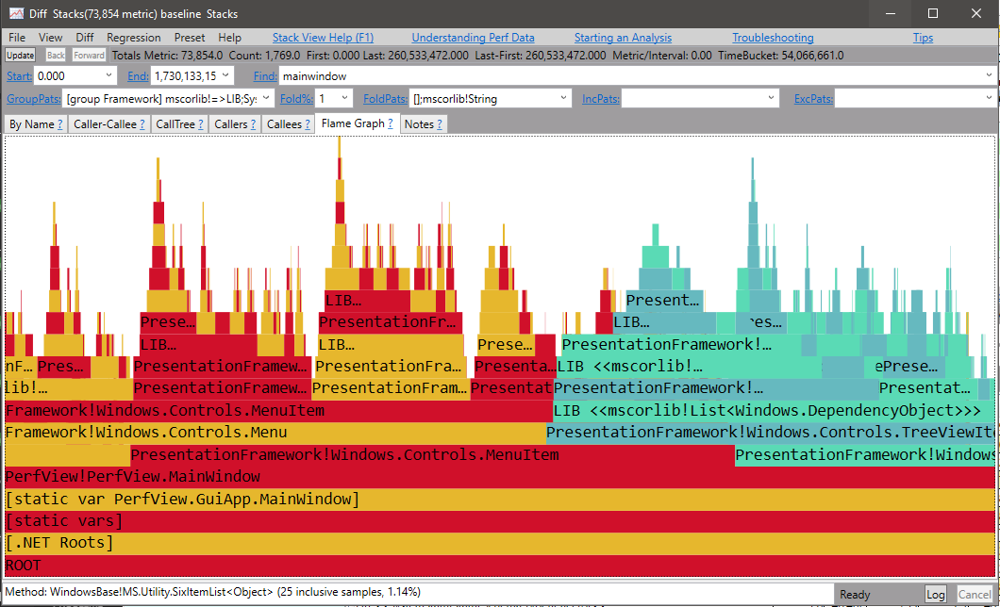 Diff Stacks(73,854 metric) baseline Stacks
File View Diff Regression Preset Help Stack View Help (F1) Understanding Perf Data Starting an Analysis Troubleshooting Tips
Update Back Forward Totals Metric: 73,854.0 Count: 1,769.0 First: 0.000 Last: 260,533,472.000 Last-First: 260,533,472.000 Metric/Interval: 0.00 TimeBucket: 54,066,661.0
Start: 0.000 End: 1,730,133,15 Find: mainwindow
GroupPats: [group Framework] mscorlib!=>LIB;Sys Fold%: 1 FoldPats: [];mscorlib!String IncPats: ExcPats:
By Name ? Caller-Callee ? CallTree ? Callers ? Callees ? Flame Graph ? Notes ?
LIB… Present…
Prese… PresentationFr… LIB… es…
LIB… LIB… Prese… PresentationFramework!…
nF… Pres… PresentationFramew… PresentationFra… Presenta… LIB <<mscorlib!… ePrese…
lib!… PresentationFramew… PresentationFram… Presentat PresentationFramework!… Presentat…
Framework!Windows.Controls.MenuItem LIB <<mscorlib!List<Windows.DependencyObject>>>
Framework!Windows.Controls.Menu PresentationFramework!Windows.Controls.TreeViewIte
PresentationFramework!Windows.Controls.MenuItem PresentationFramework!Windows
PerfView!PerfView.MainWindow
[static var PerfView.GuiApp.MainWindow]
[static vars]
[.NET Roots]
ROOT
Method: WindowsBase!MS.Utility.SixItemList<Object> (25 inclusive samples, 1.14%) Ready Log Cancel